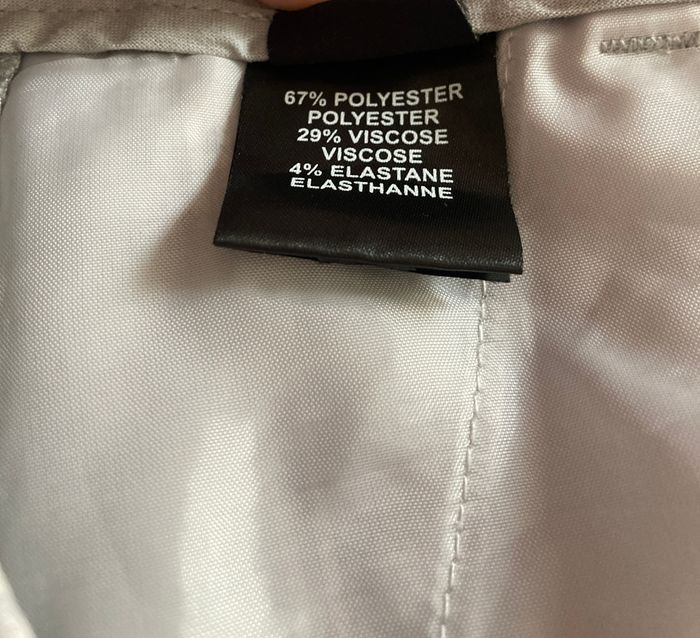 67% POLYESTER
POLYESTER
29% VISCOSE
VISCOSE
4% ELASTANE
ELASTHANNE